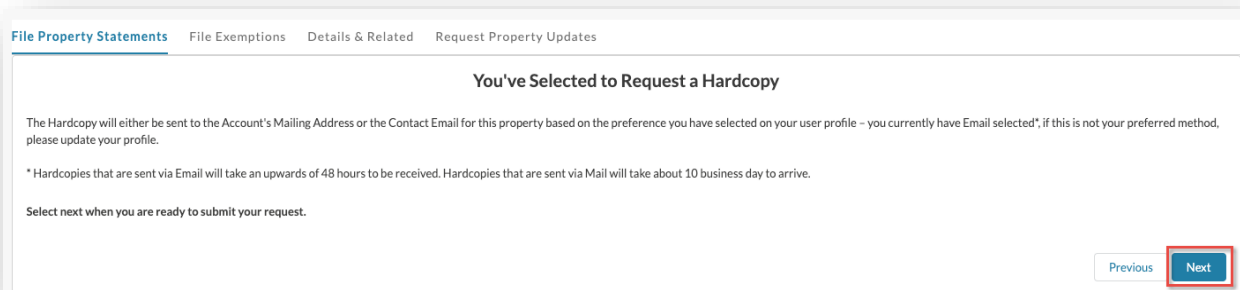 File Property Statements File Exemptions Details & Related Request Property Updates
You've Selected to Request a Hardcopy
The Hardcopy will either be sent to the Account's Mailing Address or the Contact Email for this property based on the preference you have selected on your user profile – you currently have Email selected*, if this is not your preferred method,
please update your profile.
* Hardcopies that are sent via Email will take an upwards of 48 hours to be received. Hardcopies that are sent via Mail will take about 10 business day to arrive.
Select next when you are ready to submit your request.
Previous Next